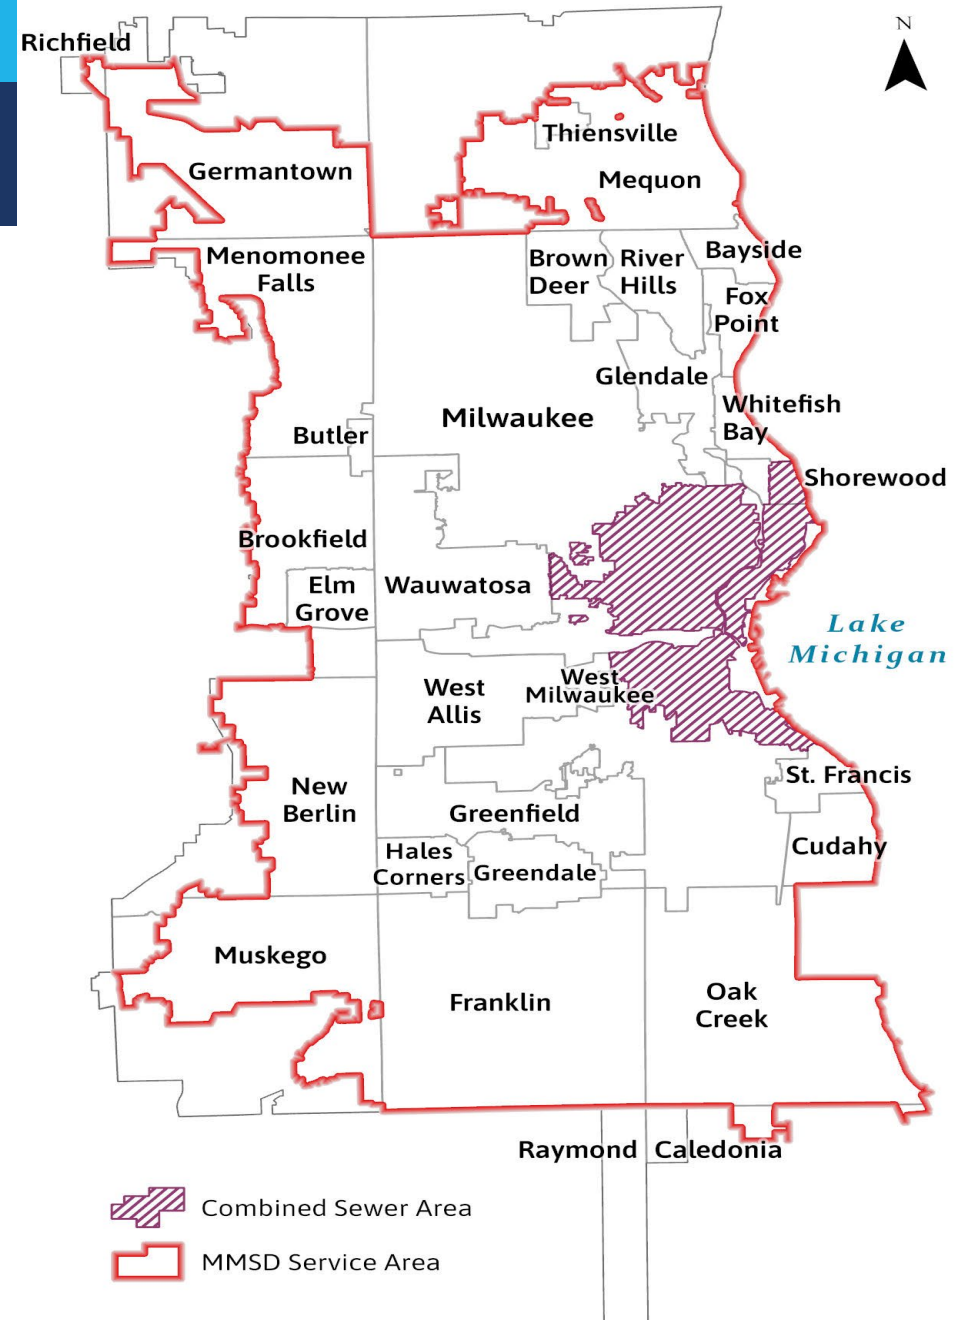 N
Richfield
Thiensville
Germantown
Mequon
Menomonee
Falls
Brown
Deer
River
Hills
Bayside
Fox
Point
Glendale
Whitefish
Bay
Milwaukee
Butler
Shorewood
Brookfield
Elm
Grove
Wauwatosa
Lake
Michigan
West
Allis
West
Milwaukee
St. Francis
New
Berlin
Greenfield
Cudahy
Hales
Corners
Greendale
Muskego
Franklin
Oak
Creek
Raymond
Caledonia
Combined Sewer Area
MMSD Service Area